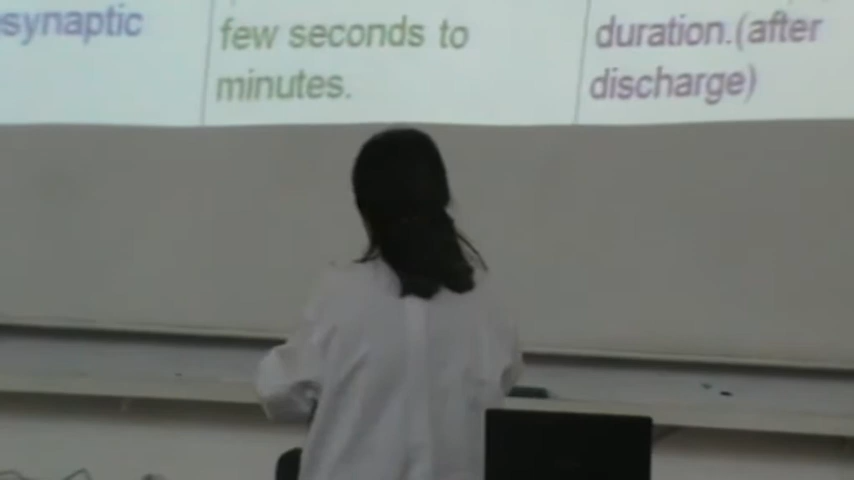 synaptic
few seconds to
minutes.
duration.(after
discharge)